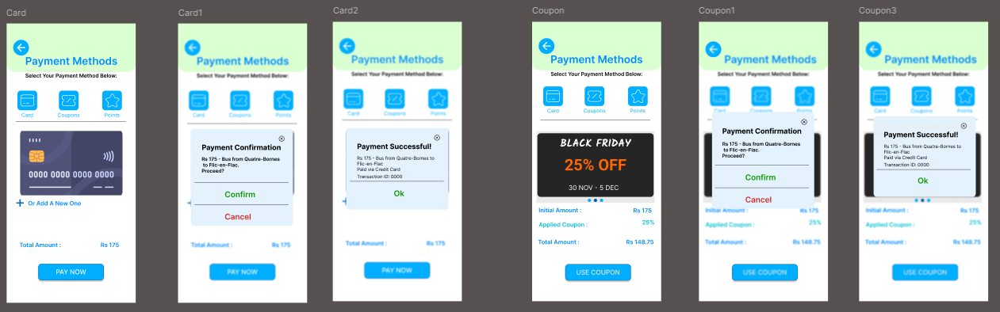 Card
Payment Methods
Select Your Payment Method Below:
Card Coupons Points
0000 0000 0000 0000
Or Add A New One
Total Amount : Rs 175
PAY NOW
Card1
Payment Methods
Select Your Payment Method Below:
Card Coupons Points
Payment Confirmation
Rs 175 - Bus from Quatre-Bornes
to Flic-en-Flac.
Proceed?
Confirm
Cancel
Total Amount : Rs 175
PAY NOW
Card2
Payment Methods
Select Your Payment Method Below:
Card Coupons Points
Payment Successful!
Rs 175 - Bus from Quatre-Bornes to
Flic-en-Flac
Paid via Credit Card
Transaction ID: 0000
Ok
Total Amount : Rs 175
PAY NOW
Coupon
Payment Methods
Select Your Payment Method Below:
Card Coupons Points
BLACK FRIDAY
25% OFF
30 NOV - 5 DEC
Initial Amount : Rs 175
Applied Coupon : 25%
Total Amount : Rs 148.75
USE COUPON
Coupon1
Payment Methods
Select Your Payment Method Below:
Card Coupons Points
Payment Confirmation
Rs 175 - Bus from Quatre-Bornes
to Flic-en-Flac.
Proceed?
Confirm
Cancel
Initial Amount : Rs 175
Applied Coupon : 25%
Total Amount : Rs 148.75
USE COUPON
Coupon3
Payment Methods
Select Your Payment Method Below:
Card Coupons Points
Payment Successful!
Rs 175 - Bus from Quatre-Bornes to
Flic-en-Flac
Paid via Credit Card
Transaction ID: 0000
Ok
Initial Amount : Rs 175
Applied Coupon : 25%
Total Amount : Rs 148.75
USE COUPON